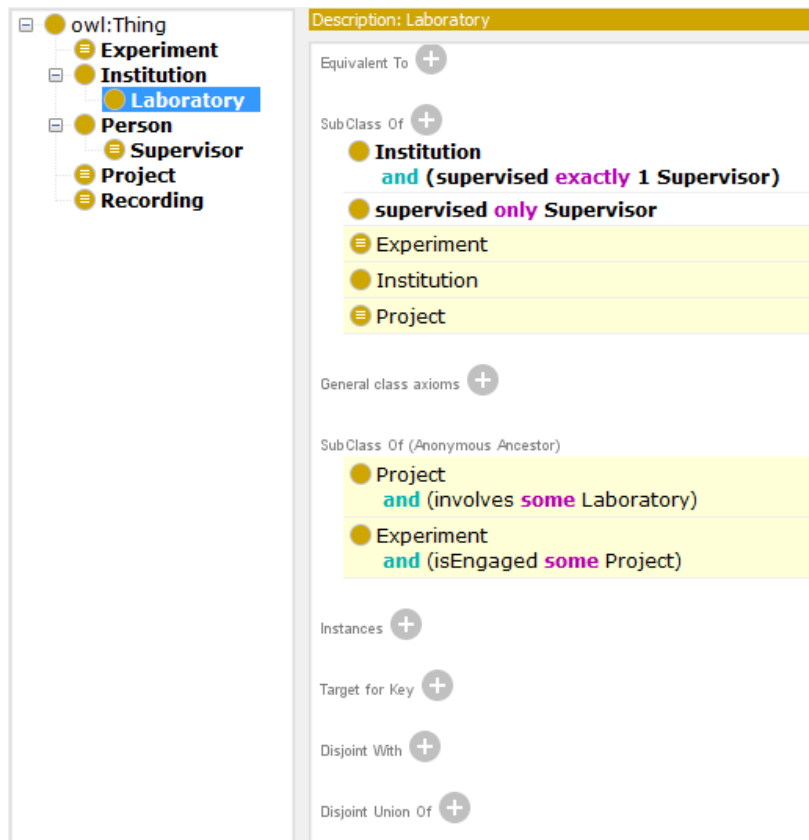 owl:Thing
Experiment
Institution
Laboratory
Person
Supervisor
Project
Recording
Description: Laboratory
Equivalent To
SubClass Of
Institution
and (supervised exactly 1 Supervisor)
supervised only Supervisor
Experiment
Institution
Project
General class axioms
SubClass Of (Anonymous Ancestor)
Project
and (involves some Laboratory)
Experiment
and (isEngaged some Project)
Instances
Target for Key
Disjoint With
Disjoint Union Of